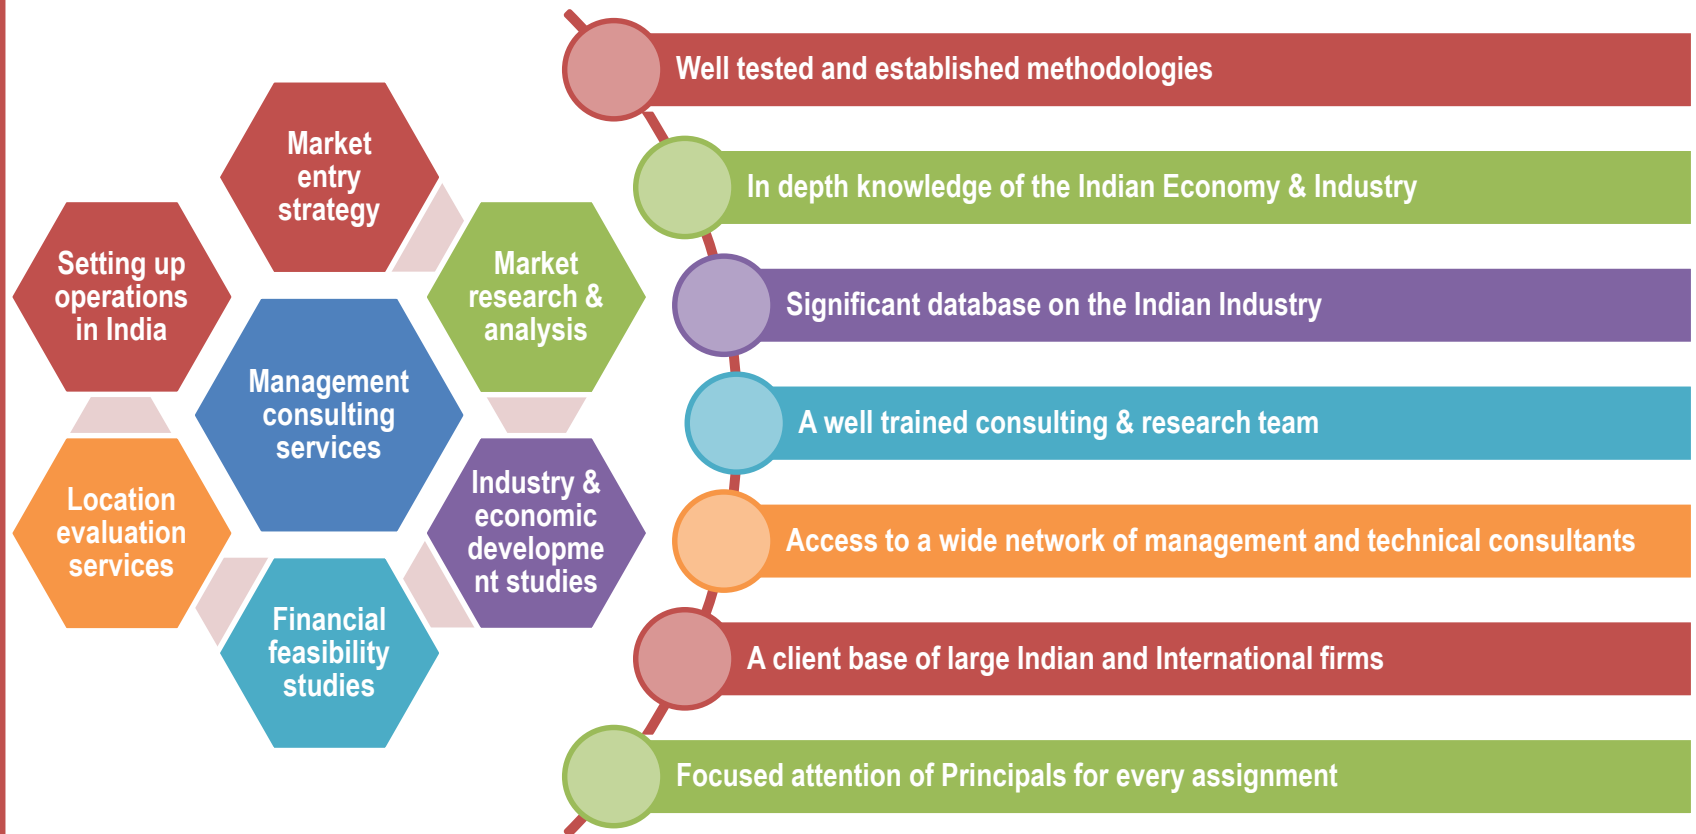 Market
entry
strategy
Setting up
operations
in India
Market
research &
analysis
Management
consulting
services
Location
evaluation
services
Industry &
economic
developme
nt studies
Financial
feasibility
studies
Well tested and established methodologies
In depth knowledge of the Indian Economy & Industry
Significant database on the Indian Industry
A well trained consulting & research team
Access to a wide network of management and technical consultants
A client base of large Indian and International firms
Focused attention of Principals for every assignment